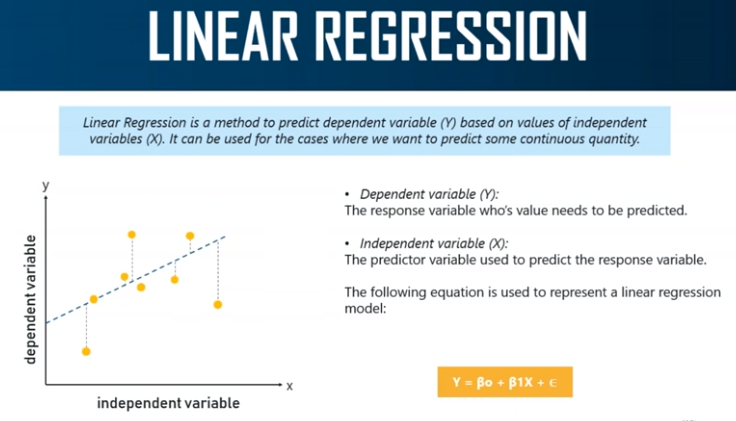 LINEAR REGRESSION
Linear Regression is a method to predict dependent variable (Y) based on values of independent
variables (X). It can be used for the cases where we want to predict some continuous quantity.
y
dependent variable
x
independent variable
• Dependent variable (Y):
The response variable who's value needs to be predicted.
• Independent variable (X):
The predictor variable used to predict the response variable.
The following equation is used to represent a linear regression
model:
Y = βo + β1X + ∈